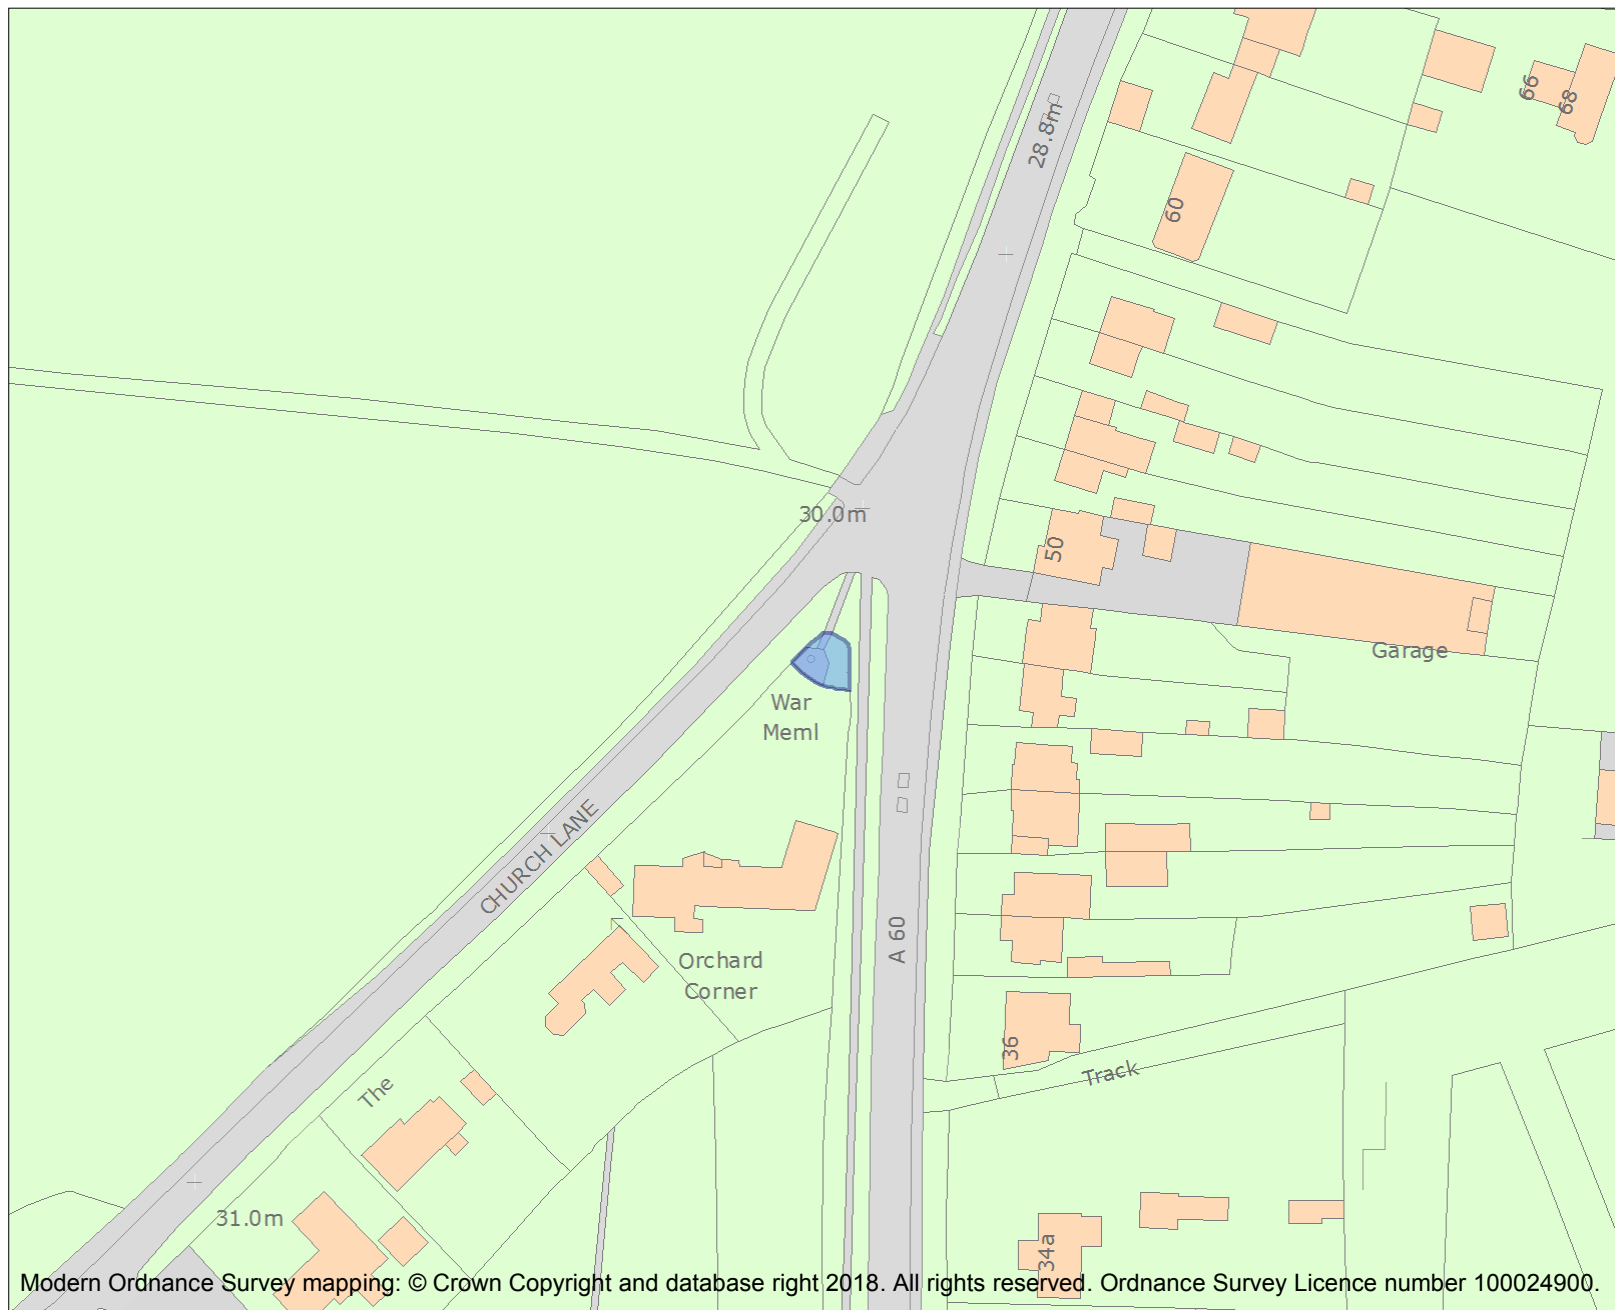 28.8m
66
68
60
30.0m
50
Garage
War
Meml
CHURCH LANE
A 60
Orchard
Corner
36
Track
The
31.0m
34a
Modern Ordnance Survey mapping: © Crown Copyright and database right 2018. All rights reserved. Ordnance Survey Licence number 100024900.